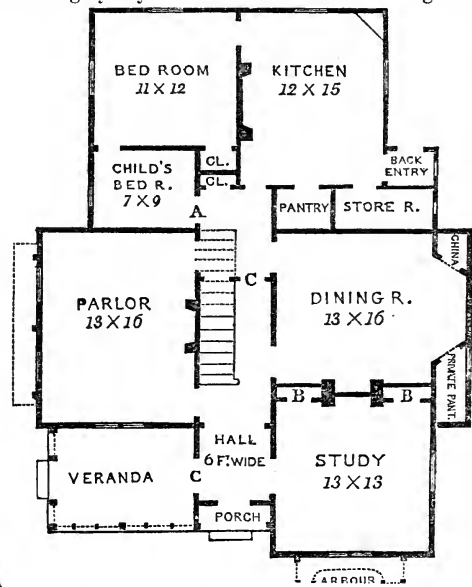 BED ROOM
11 X 12
KITCHEN
12 X 15
CHILD'S
BED R.
7 X 9
CL.
CL.
BACK
ENTRY
A
PANTRY
STORE R.
C
CHINA
PARLOR
13 X 16
DINING R.
13 X 16
PRIVATE PANT.
B
B
HALL
6 FT. WIDE
VERANDA
C
STUDY
13 X 13
PORCH
ARBOUR